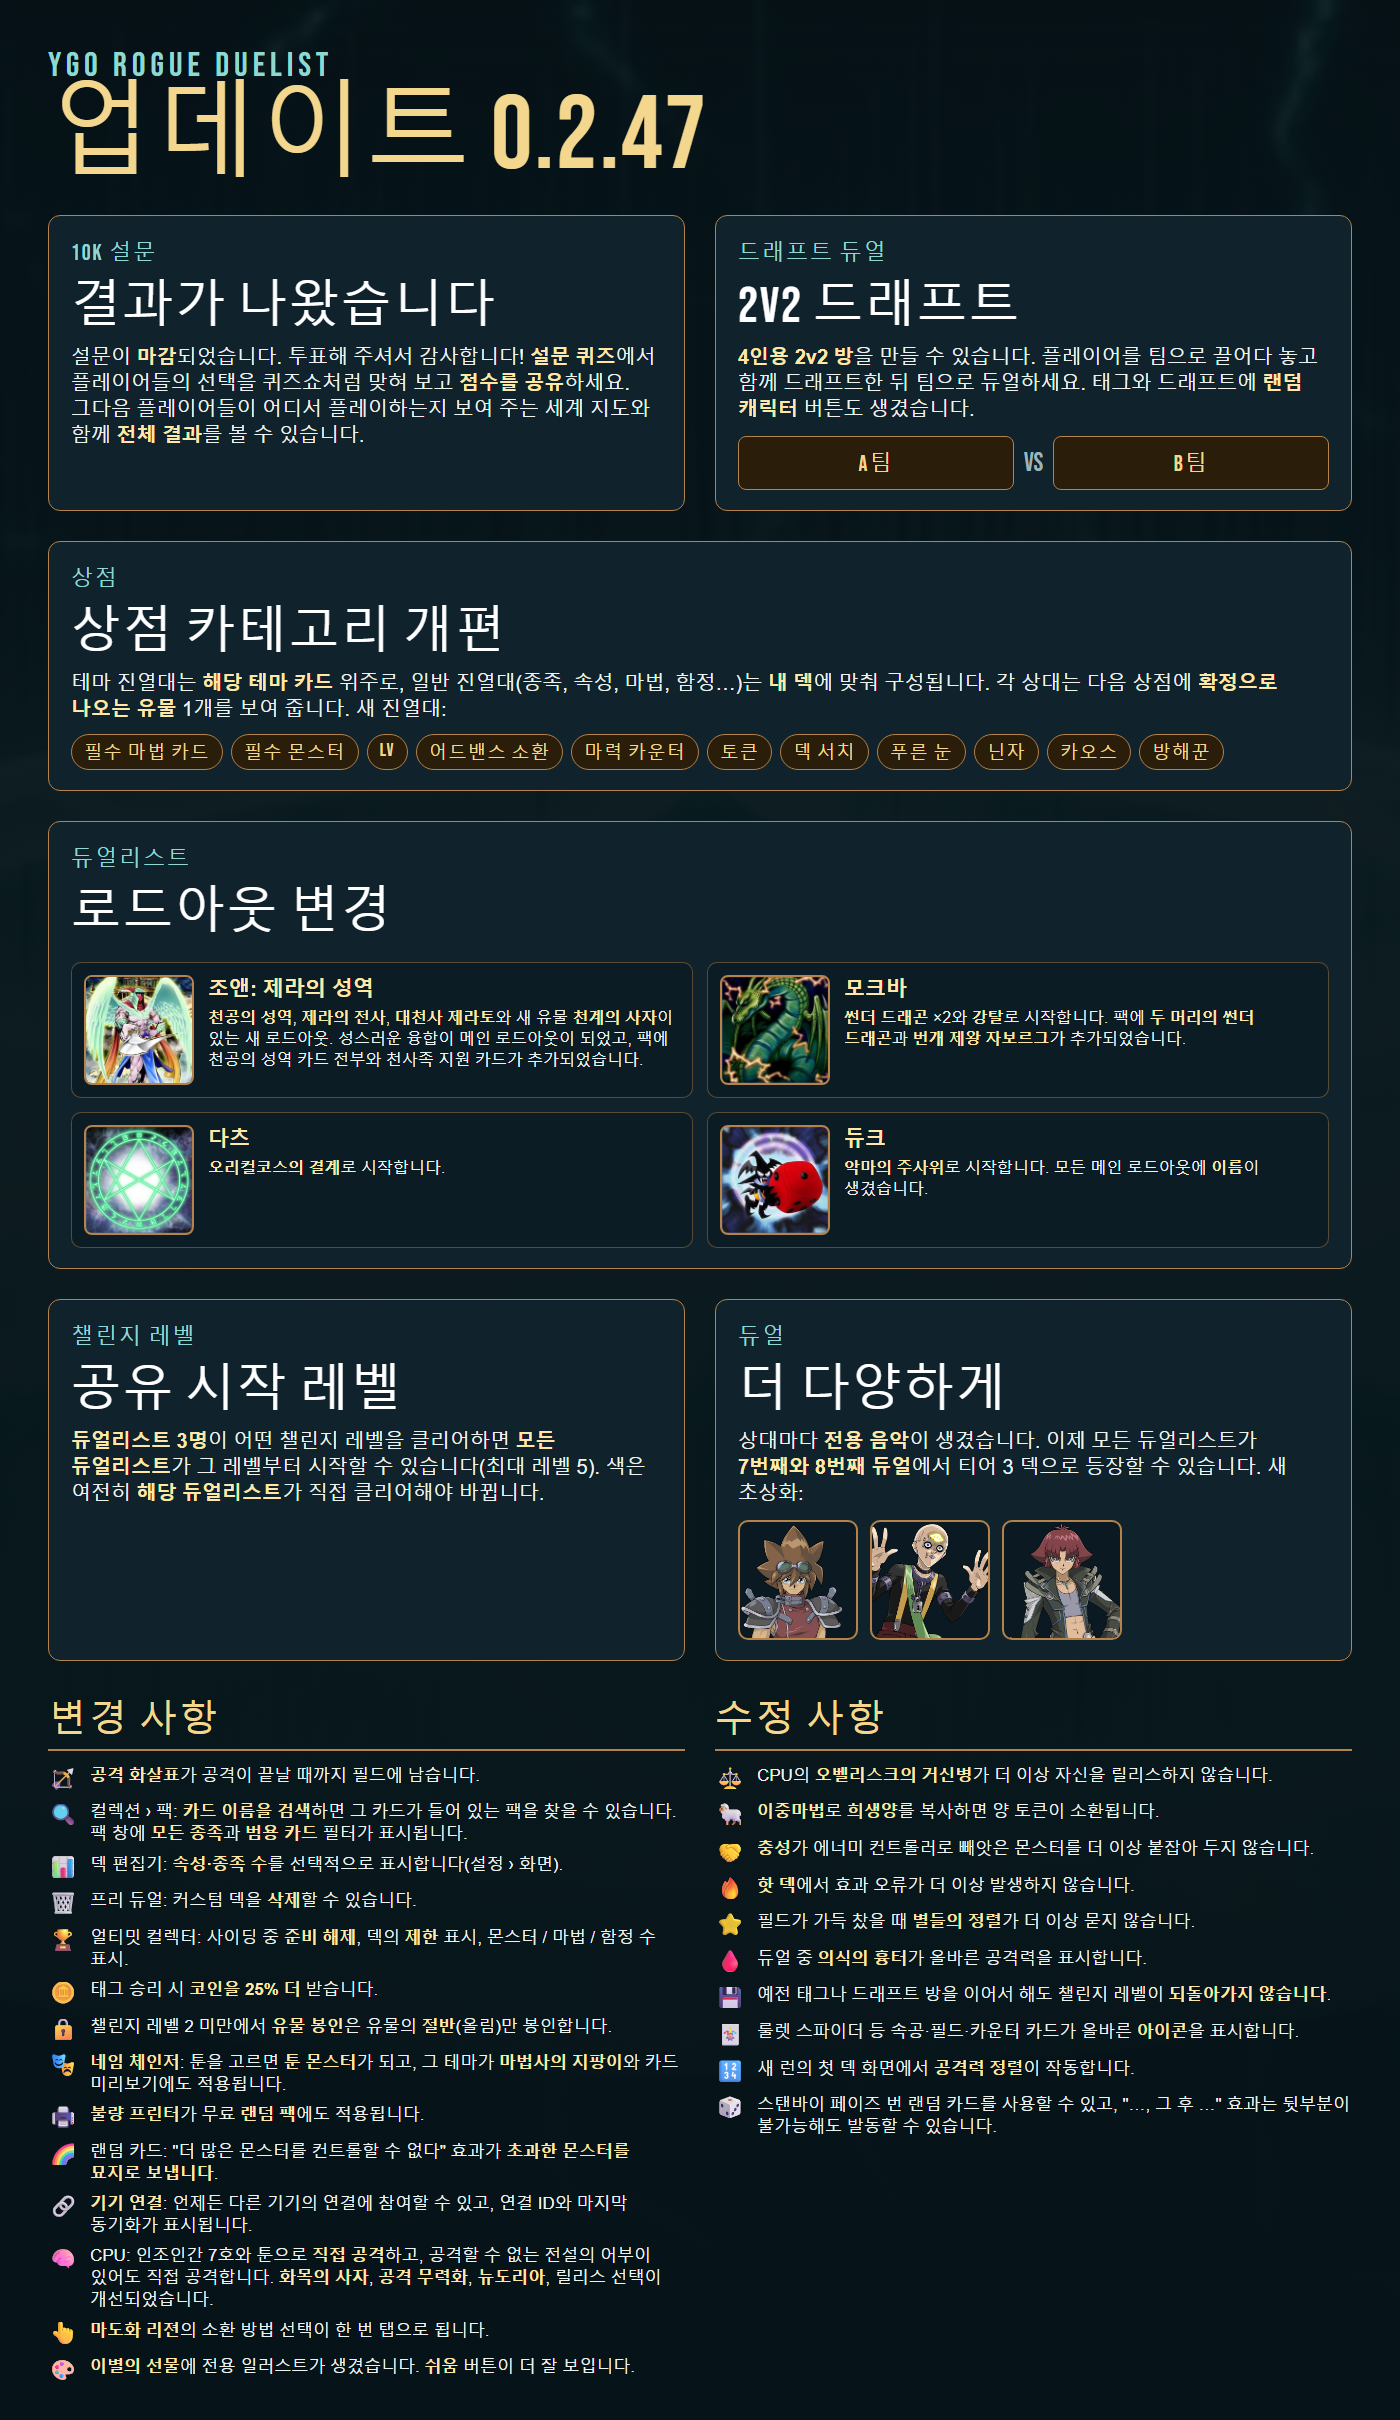 YGO ROGUE DUELIST
업데이트 0.2.47
10K 설문
결과가 나왔습니다
설문이 마감되었습니다. 투표해 주셔서 감사합니다! 설문 퀴즈에서
플레이어들의 선택을 퀴즈쇼처럼 맞혀 보고 점수를 공유하세요.
그다음 플레이어들이 어디서 플레이하는지 보여 주는 세계 지도와
함께 전체 결과를 볼 수 있습니다.
드래프트 듀얼
2V2 드래프트
4인용 2v2 방을 만들 수 있습니다. 플레이어를 팀으로 끌어다 놓고
함께 드래프트한 뒤 팀으로 듀얼하세요. 태그와 드래프트에 랜덤
캐릭터 버튼도 생겼습니다.
A 팀 VS B 팀
상점
상점 카테고리 개편
테마 진열대는 해당 테마 카드 위주로, 일반 진열대(종족, 속성, 마법, 함정…)는 내 덱에 맞춰 구성됩니다. 각 상대는 다음 상점에 확정으로
나오는 유물 1개를 보여 줍니다. 새 진열대:
필수 마법 카드 필수 몬스터 LV 어드밴스 소환 마력 카운터 토큰 덱 서치 푸른 눈 닌자 카오스 방해꾼
듀얼리스트
로드아웃 변경
조앤: 제라의 성역
천공의 성역, 제라의 전사, 대천사 제라토와 새 유물 천계의 사자이
있는 새 로드아웃. 성스러운 융합이 메인 로드아웃이 되었고, 팩에
천공의 성역 카드 전부와 천사족 지원 카드가 추가되었습니다.
모크바
썬더 드래곤 ×2와 강탈로 시작합니다. 팩에 두 머리의 썬더
드래곤과 번개 제왕 자보르그가 추가되었습니다.
다츠
오리컬코스의 결계로 시작합니다.
듀크
악마의 주사위로 시작합니다. 모든 메인 로드아웃에 이름이
생겼습니다.
챌린지 레벨
공유 시작 레벨
듀얼리스트 3명이 어떤 챌린지 레벨을 클리어하면 모든
듀얼리스트가 그 레벨부터 시작할 수 있습니다(최대 레벨 5). 색은
여전히 해당 듀얼리스트가 직접 클리어해야 바뀝니다.
듀얼
더 다양하게
상대마다 전용 음악이 생겼습니다. 이제 모든 듀얼리스트가
7번째와 8번째 듀얼에서 티어 3 덱으로 등장할 수 있습니다. 새
초상화:
변경 사항
공격 화살표가 공격이 끝날 때까지 필드에 남습니다.
컬렉션 › 팩: 카드 이름을 검색하면 그 카드가 들어 있는 팩을 찾을 수 있습니다.
팩 창에 모든 종족과 범용 카드 필터가 표시됩니다.
덱 편집기: 속성·종족 수를 선택적으로 표시합니다(설정 › 화면).
프리 듀얼: 커스텀 덱을 삭제할 수 있습니다.
얼티밋 컬렉터: 사이딩 중 준비 해제, 덱의 제한 표시, 몬스터 / 마법 / 함정 수
표시.
태그 승리 시 코인을 25% 더 받습니다.
챌린지 레벨 2 미만에서 유물 봉인은 유물의 절반(올림)만 봉인합니다.
네임 체인저: 툰을 고르면 툰 몬스터가 되고, 그 테마가 마법사의 지팡이와 카드
미리보기에도 적용됩니다.
불량 프린터가 무료 랜덤 팩에도 적용됩니다.
랜덤 카드: "더 많은 몬스터를 컨트롤할 수 없다" 효과가 초과한 몬스터를
묘지로 보냅니다.
기기 연결: 언제든 다른 기기의 연결에 참여할 수 있고, 연결 ID와 마지막
동기화가 표시됩니다.
CPU: 인조인간 7호와 툰으로 직접 공격하고, 공격할 수 없는 전설의 어부이
있어도 직접 공격합니다. 화목의 사자, 공격 무력화, 뉴도리아, 릴리스 선택이
개선되었습니다.
마도화 리젼의 소환 방법 선택이 한 번 탭으로 됩니다.
이별의 선물에 전용 일러스트가 생겼습니다. 쉬움 버튼이 더 잘 보입니다.
수정 사항
CPU의 오벨리스크의 거신병가 더 이상 자신을 릴리스하지 않습니다.
이중마법로 희생양를 복사하면 양 토큰이 소환됩니다.
충성가 에너미 컨트롤러로 빼앗은 몬스터를 더 이상 붙잡아 두지 않습니다.
핫 덱에서 효과 오류가 더 이상 발생하지 않습니다.
필드가 가득 찼을 때 별들의 정렬가 더 이상 묻지 않습니다.
듀얼 중 의식의 흉터가 올바른 공격력을 표시합니다.
예전 태그나 드래프트 방을 이어서 해도 챌린지 레벨이 되돌아가지 않습니다.
룰렛 스파이더 등 속공·필드·카운터 카드가 올바른 아이콘을 표시합니다.
새 런의 첫 덱 화면에서 공격력 정렬이 작동합니다.
스탠바이 페이즈 번 랜덤 카드를 사용할 수 있고, "…, 그 후 …" 효과는 뒷부분이
불가능해도 발동할 수 있습니다.